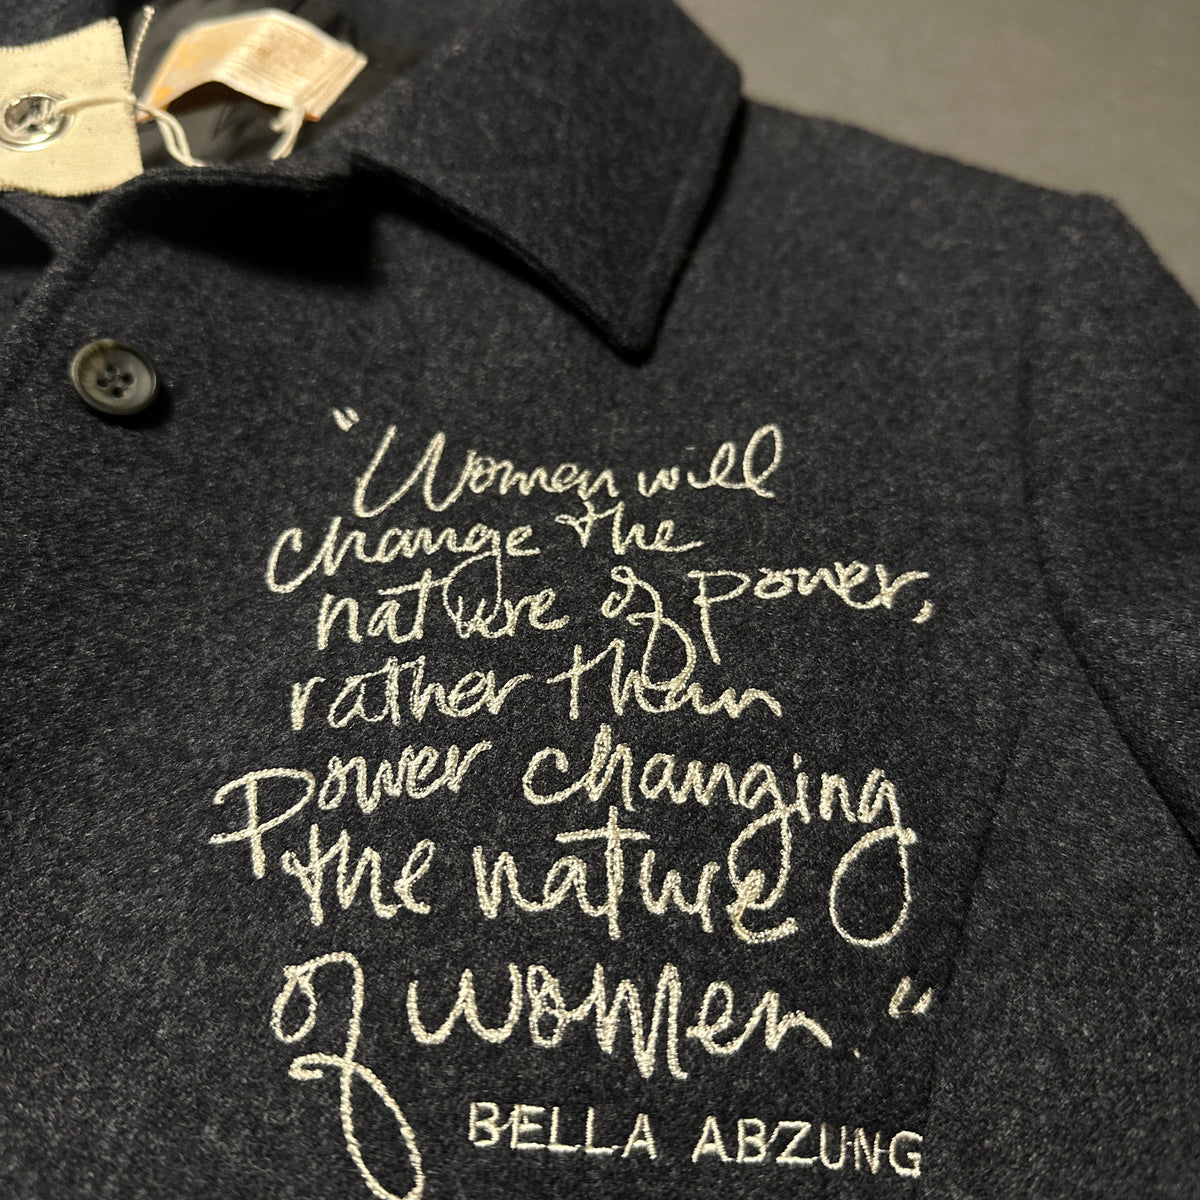 "Women will
change the
nature of power,
rather than
Power changing
the nature
of women."
BELLA ABZUNG